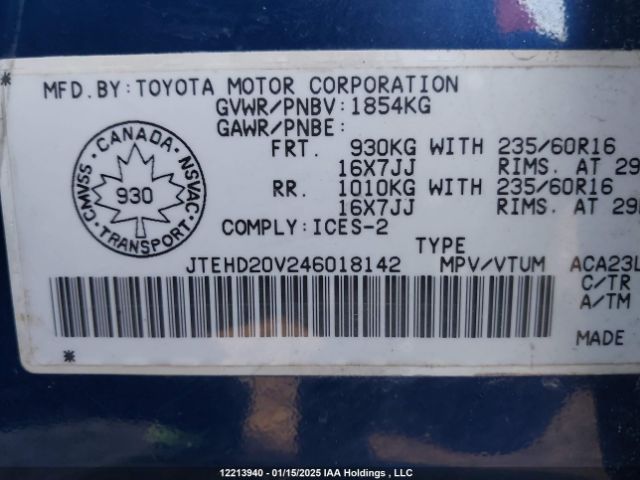 MFD.BY:TOYOTA MOTOR CORPORATION
GVWR/PNBV:1854KG
GAWR/PNBE:
FRT. 930KG WITH 235/60R16
16X7JJ RIMS. AT 29
RR. 1010KG WITH 235/60R16
16X7JJ RIMS. AT 29
COMPLY:ICES-2
CANADA
CMVSS
NSVAC
930
TRANSPORT
TYPE
JTEHD20V246018142 MPV/VTUM ACA23L
C/TR
A/TM
MADE
12213940 - 01/15/2025 IAA Holdings , LLC